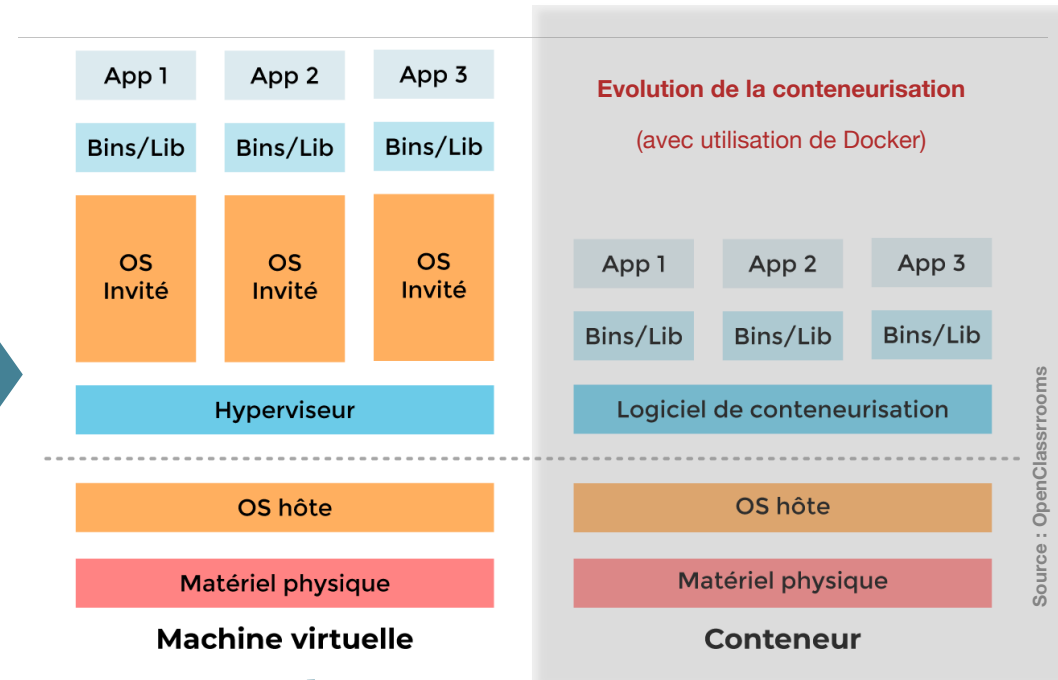 App 1
App 2
App 3
Bins/Lib
Bins/Lib
Bins/Lib
OS
Invité
OS
Invité
OS
Invité
Hyperviseur
OS hôte
Matériel physique
Machine virtuelle
Evolution de la conteneurisation
(avec utilisation de Docker)
App 1
App 2
App 3
Bins/Lib
Bins/Lib
Bins/Lib
Logiciel de conteneurisation
OS hôte
Matériel physique
Conteneur
Source : OpenClassrrooms